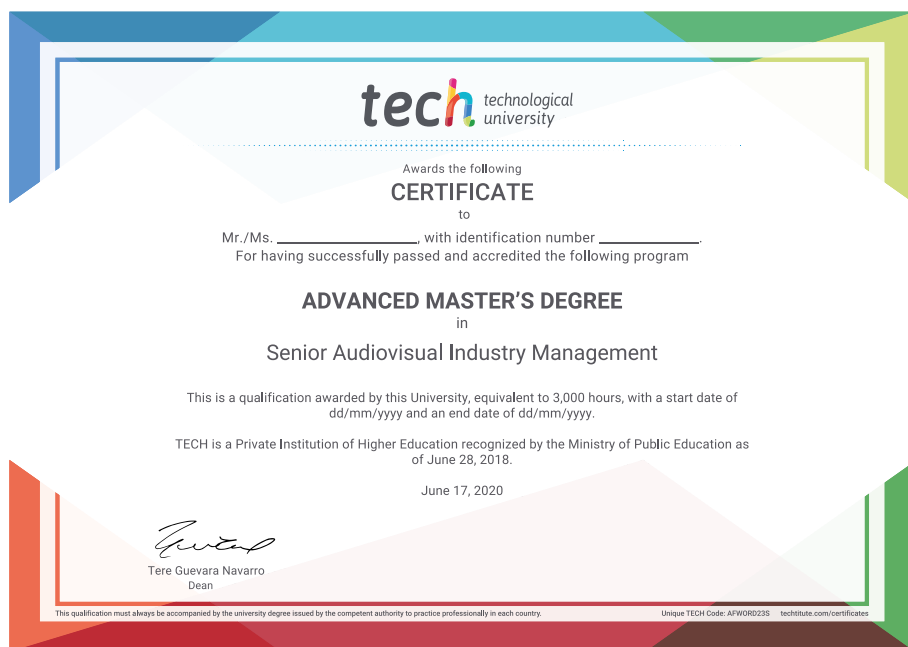 tech technological
university
Awards the following
CERTIFICATE
to
Mr./Ms. ________________, with identification number ____________.
For having successfully passed and accredited the following program
ADVANCED MASTER'S DEGREE
in
Senior Audiovisual Industry Management
This is a qualification awarded by this University, equivalent to 3,000 hours, with a start date of
dd/mm/yyyy and an end date of dd/mm/yyyy.
TECH is a Private Institution of Higher Education recognized by the Ministry of Public Education as
of June 28, 2018.
June 17, 2020
Tere Guevara Navarro
Dean
This qualification must always be accompanied by the university degree issued by the competent authority to practice professionally in each country. Unique TECH Code: AFWORD23S techtitute.com/certificates